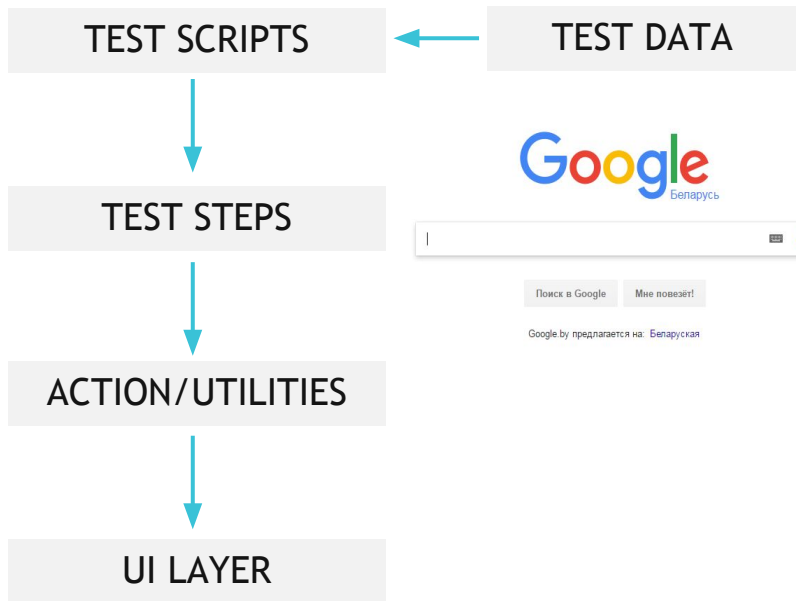 TEST SCRIPTS
TEST DATA
Google
Беларусь
TEST STEPS
Поиск в Google
Мне повезёт!
Google.by предлагается на: Беларуская
ACTION/UTILITIES
UI LAYER